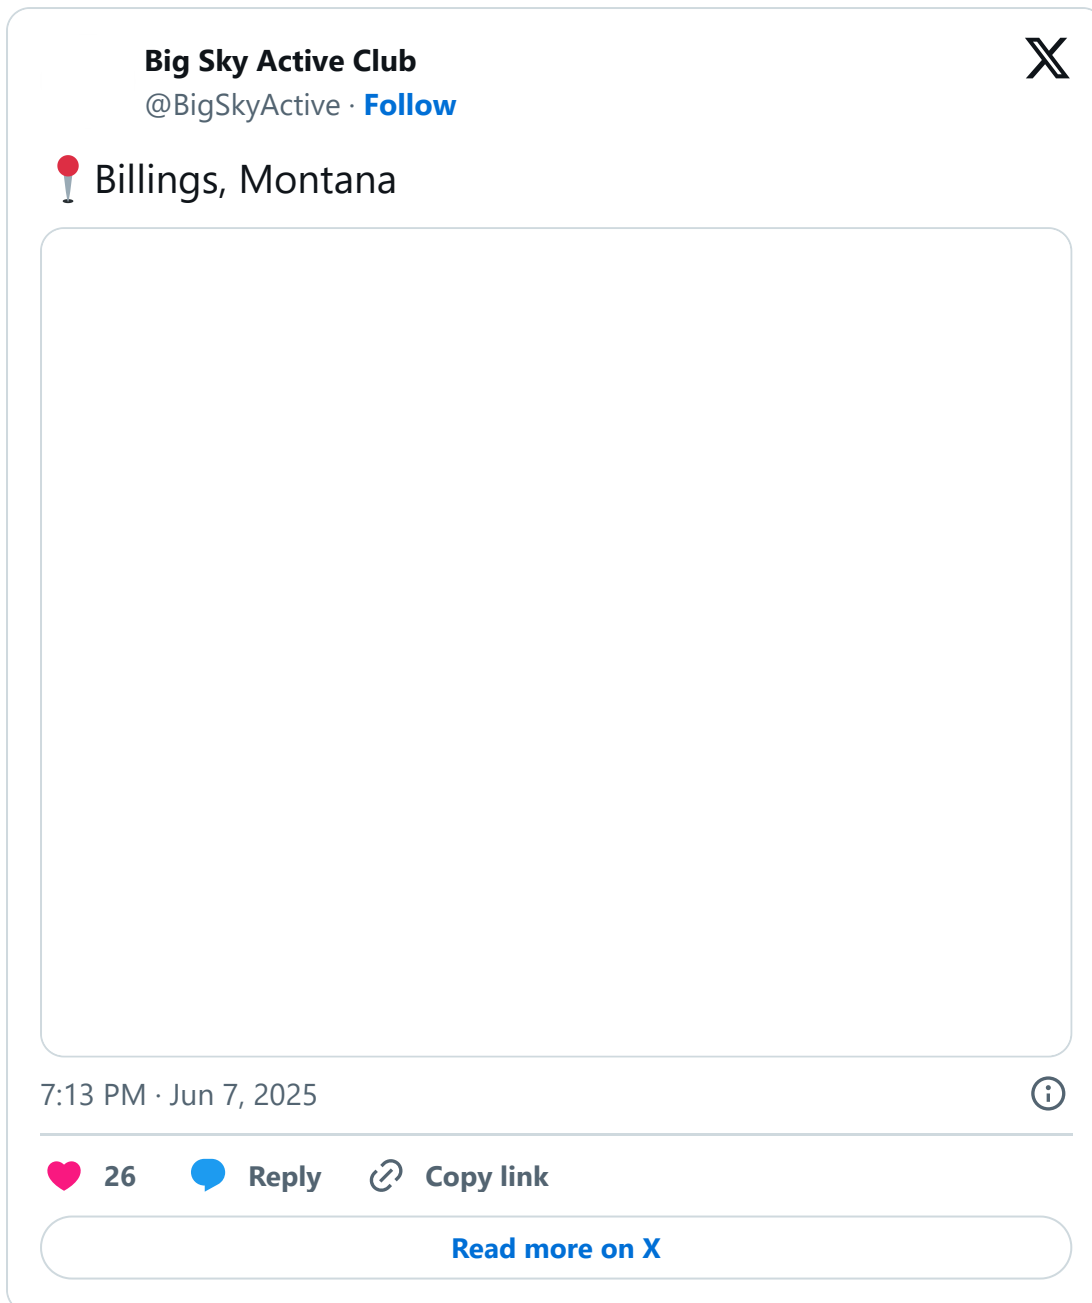 Big Sky Active Club
@BigSkyActive · Follow
📍 Billings, Montana
7:13 PM · Jun 7, 2025
26 Reply Copy link
Read more on X